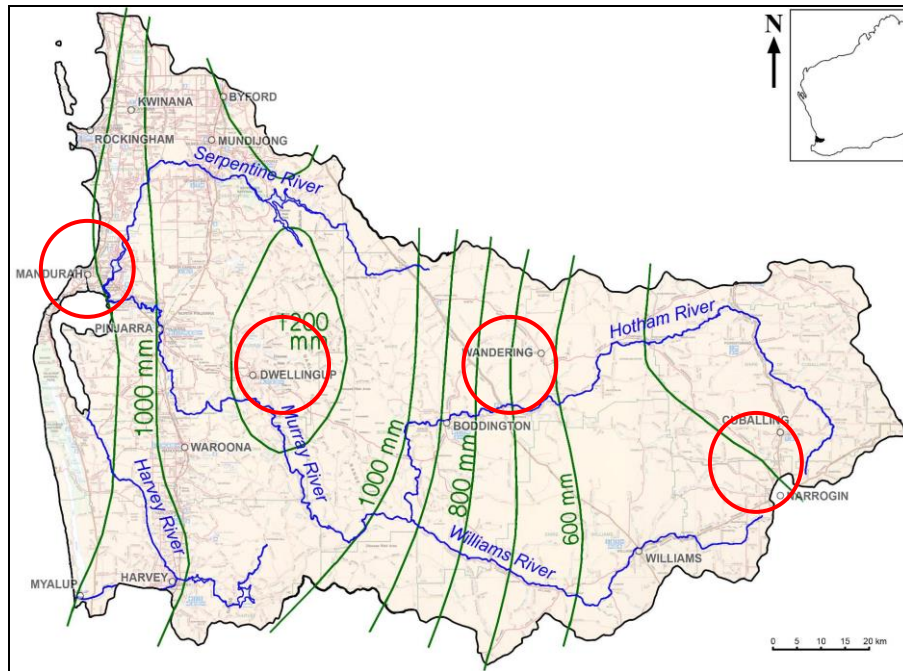 N
KWINANA
BYFORD
ROCKINGHAM
MUNDIJONG
Serpentine River
MANDURAH
PINJARRA
1000 mm
1200
mm
DWELLINGUP
WANDERING
Hotham River
CUBALLING
BODDINGTON
WAROONA
Murray River
1000 mm
800 mm
600 mm
NARROGIN
Harvey River
Williams River
WILLIAMS
MYALUP
HARVEY
0 5 10 20 km